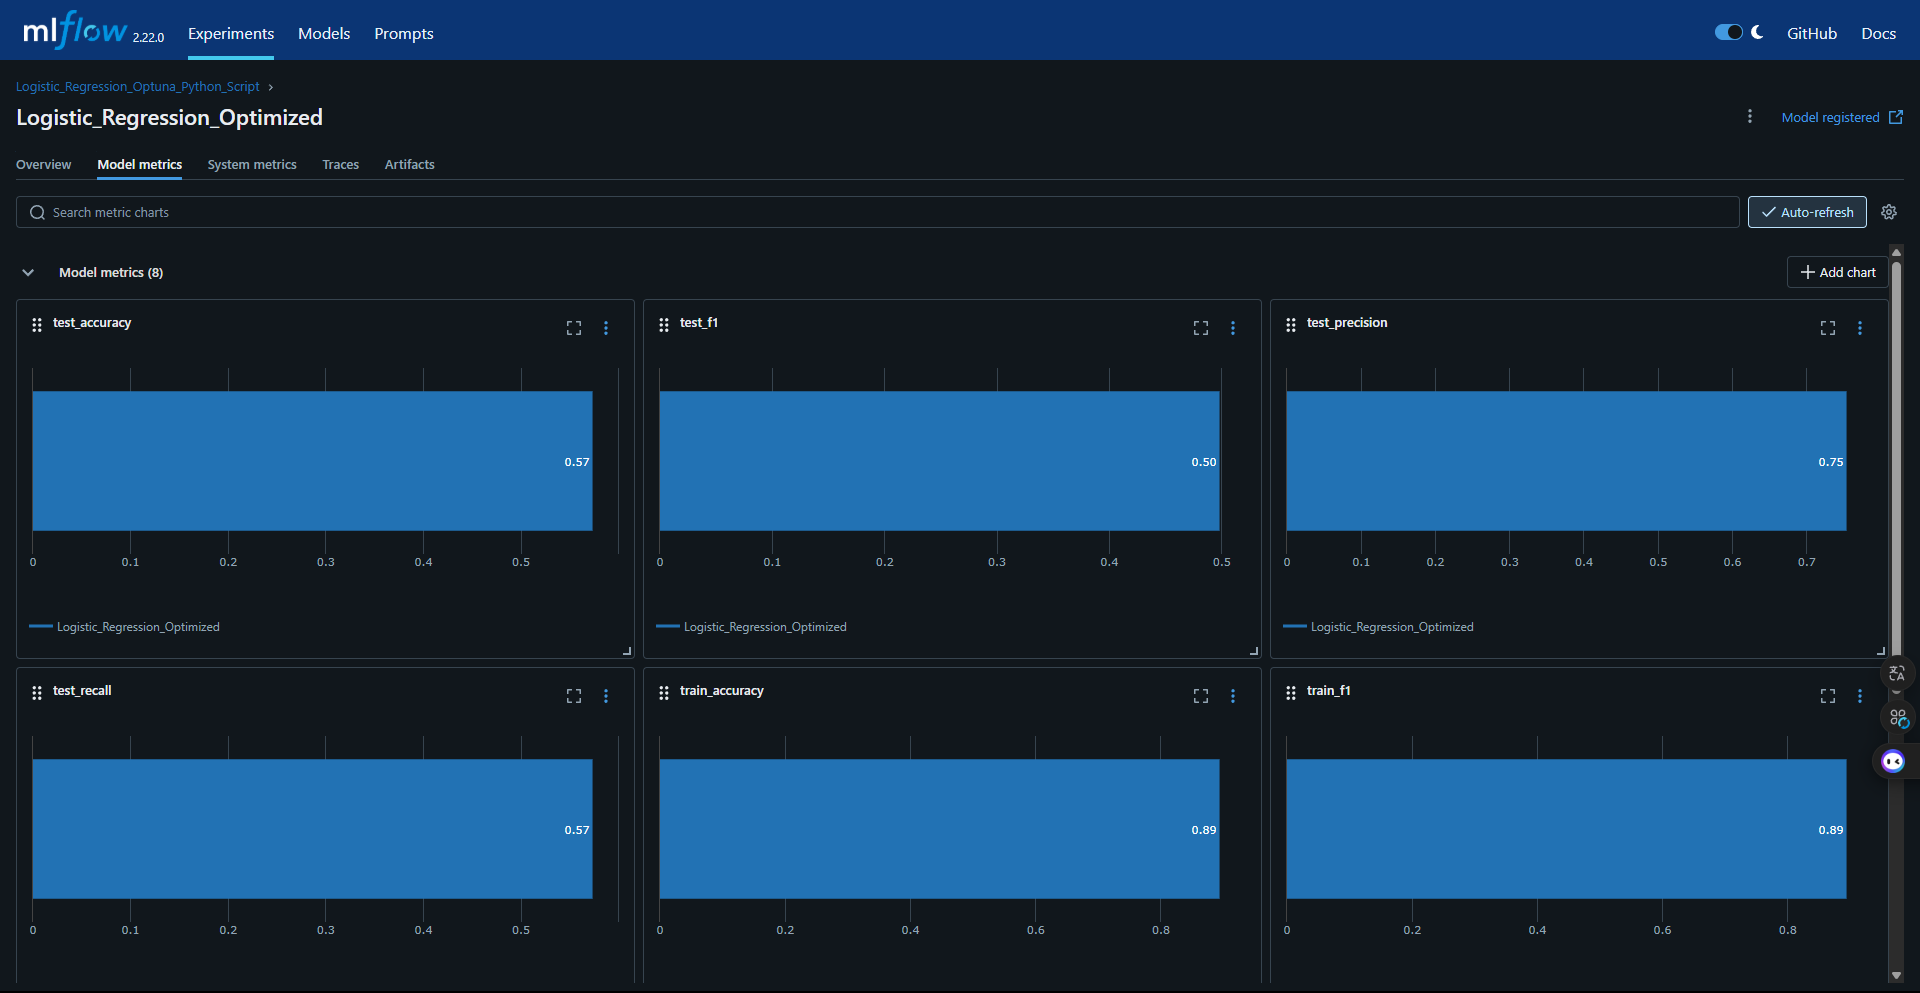 mlflow 2.22.0 Experiments Models Prompts GitHub Docs
Logistic_Regression_Optuna_Python_Script ›
Logistic_Regression_Optimized
Model registered
Overview Model metrics System metrics Traces Artifacts
Search metric charts
Auto-refresh
Model metrics (8)
Add chart
test_accuracy
0.57
0 0.1 0.2 0.3 0.4 0.5
Logistic_Regression_Optimized
test_f1
0.50
0 0.1 0.2 0.3 0.4 0.5
Logistic_Regression_Optimized
test_precision
0.75
0 0.1 0.2 0.3 0.4 0.5 0.6 0.7
Logistic_Regression_Optimized
test_recall
0.57
0 0.1 0.2 0.3 0.4 0.5
train_accuracy
0.89
0 0.2 0.4 0.6 0.8
train_f1
0.89
0 0.2 0.4 0.6 0.8